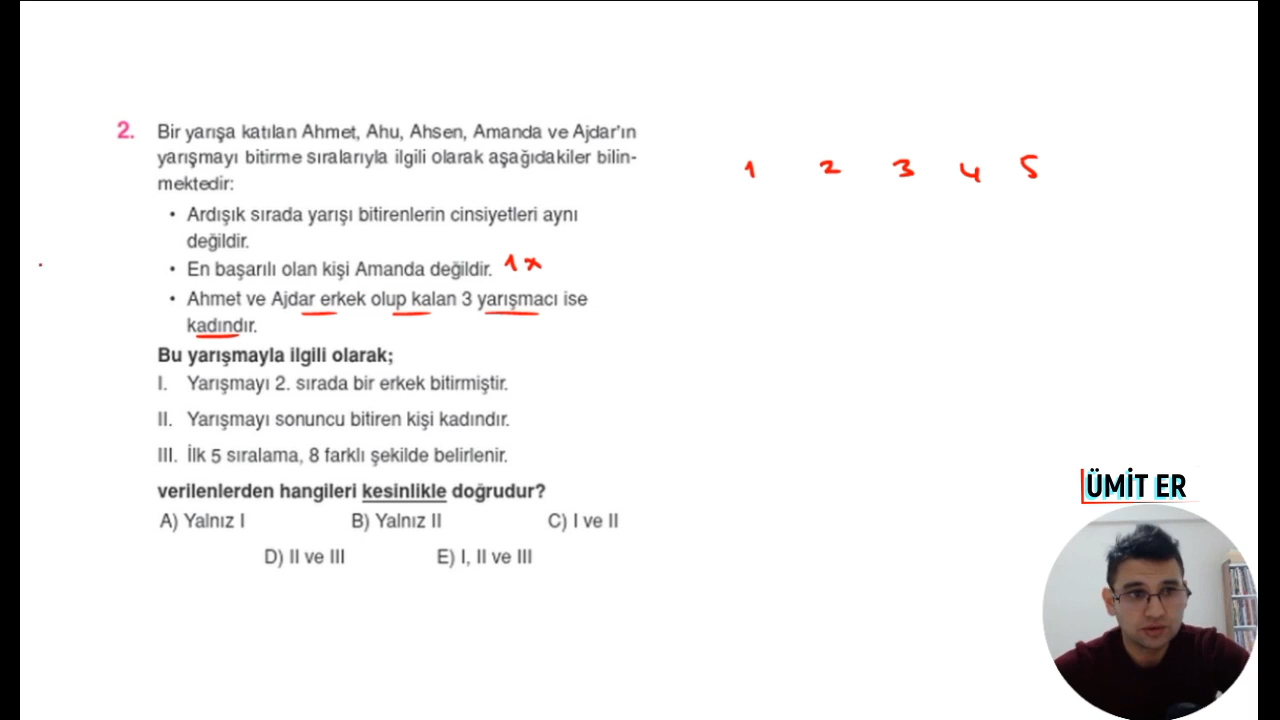 2. Bir yarışa katılan Ahmet, Ahu, Ahsen, Amanda ve Ajdar'ın
yarışmayı bitirme sıralarıyla ilgili olarak aşağıdakiler bilin-
mektedir:
• Ardışık sırada yarışı bitirenlerin cinsiyetleri aynı
değildir.
• En başarılı olan kişi Amanda değildir. 1x
• Ahmet ve Ajdar erkek olup kalan 3 yarışmacı ise
kadındır.
Bu yarışmayla ilgili olarak;
I. Yarışmayı 2. sırada bir erkek bitirmiştir.
II. Yarışmayı sonuncu bitiren kişi kadındır.
III. İlk 5 sıralama, 8 farklı şekilde belirlenir.
verilenlerden hangileri kesinlikle doğrudur?
A) Yalnız I B) Yalnız II C) I ve II
D) II ve III E) I, II ve III
1 2 3 4 5
ÜMİT ER